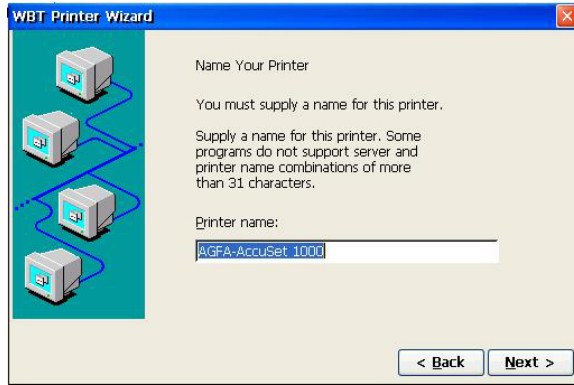 WBT Printer Wizard
Name Your Printer
You must supply a name for this printer.
Supply a name for this printer. Some
programs do not support server and
printer name combinations of more
than 31 characters.
Printer name:
AGFA-AccuSet 1000
< Back
Next >